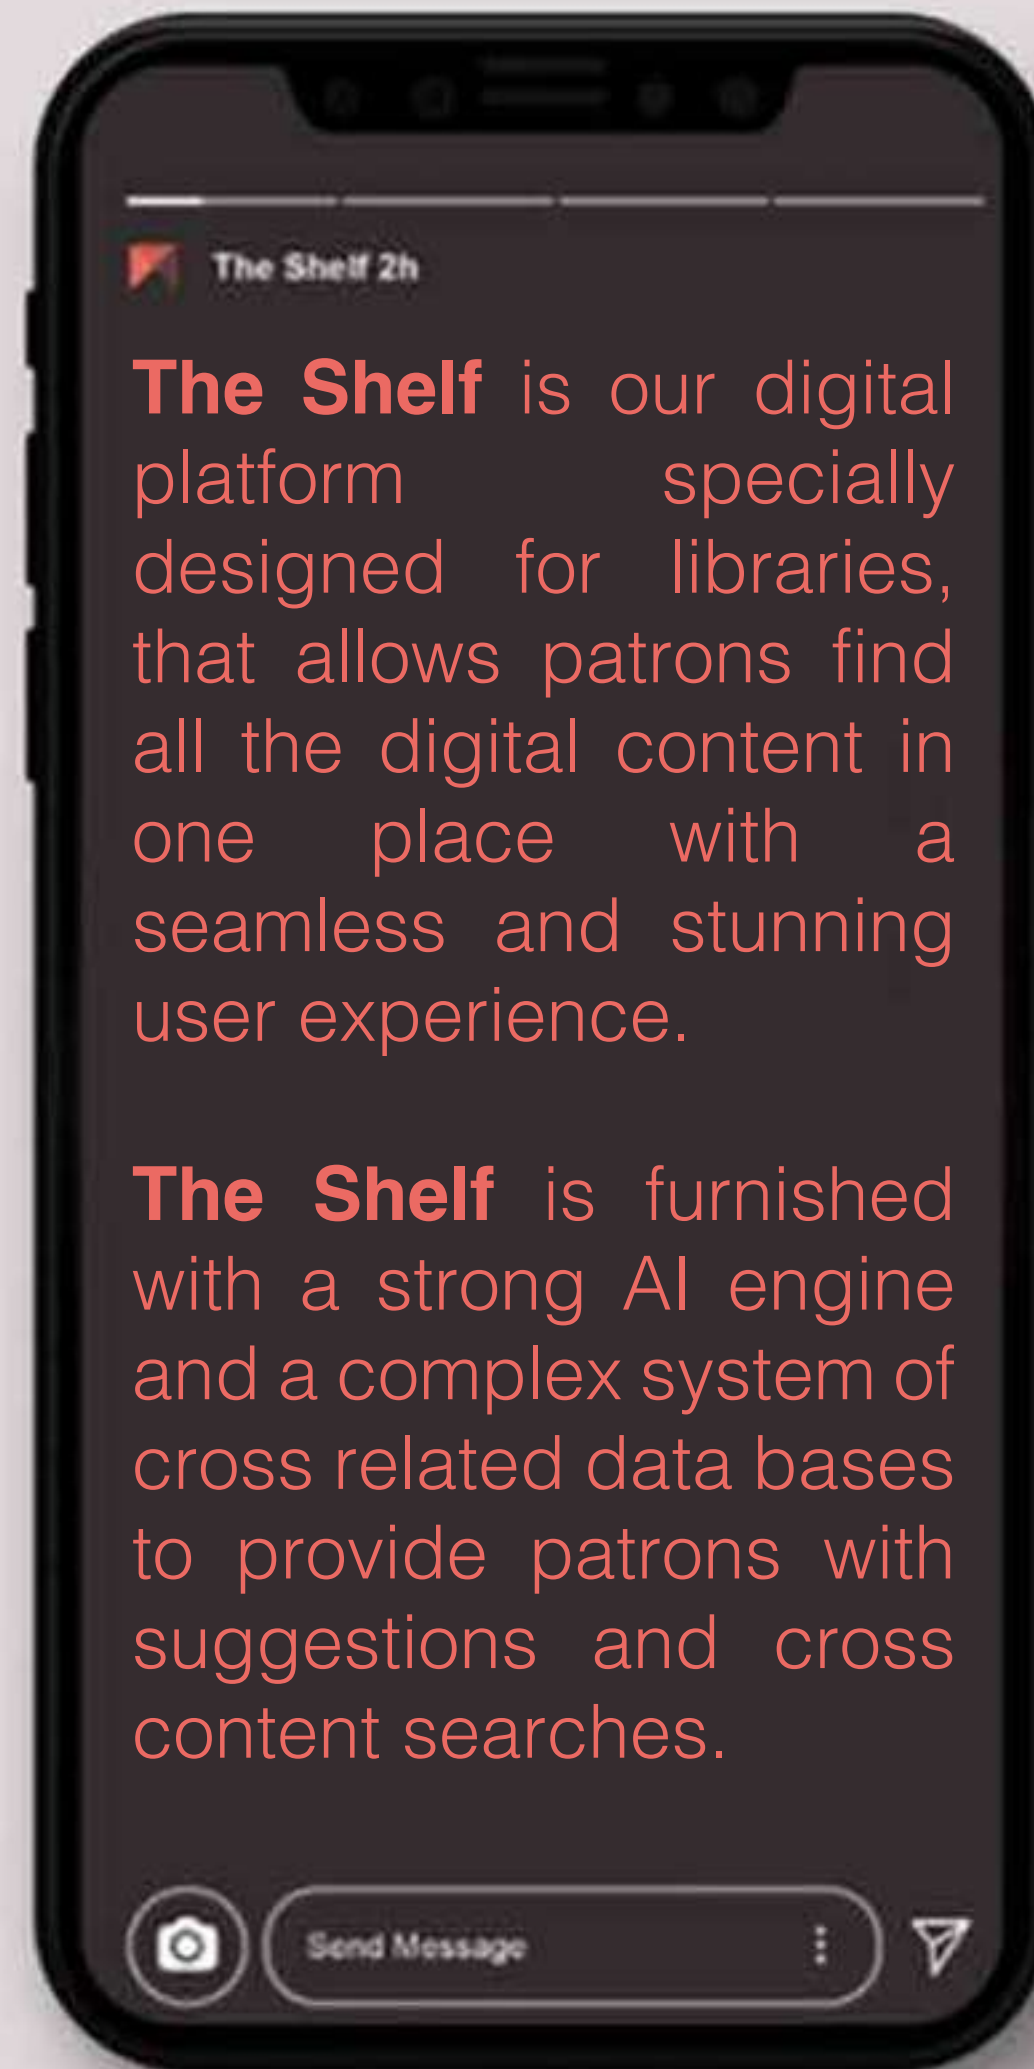 The Shelf 2h
The Shelf is our digital
platform specially
designed for libraries,
that allows patrons find
all the digital content in
one place with a
seamless and stunning
user experience.
The Shelf is furnished
with a strong AI engine
and a complex system of
cross related data bases
to provide patrons with
suggestions and cross
content searches.
Send Message